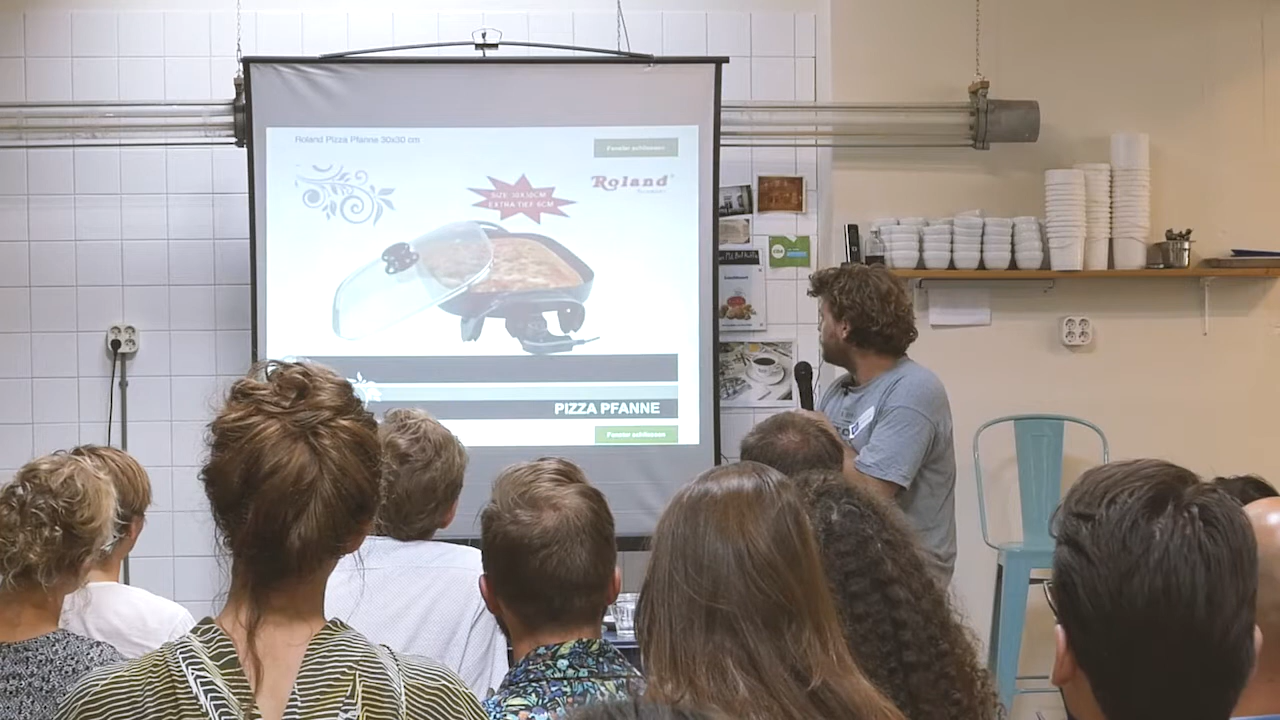 Roland Pizza Pfanne 30x30 cm
Fenster schliessen
SIZE 30X30CM
EXTRA TIEF 6CM
Roland
PIZZA PFANNE
Fenster schliessen